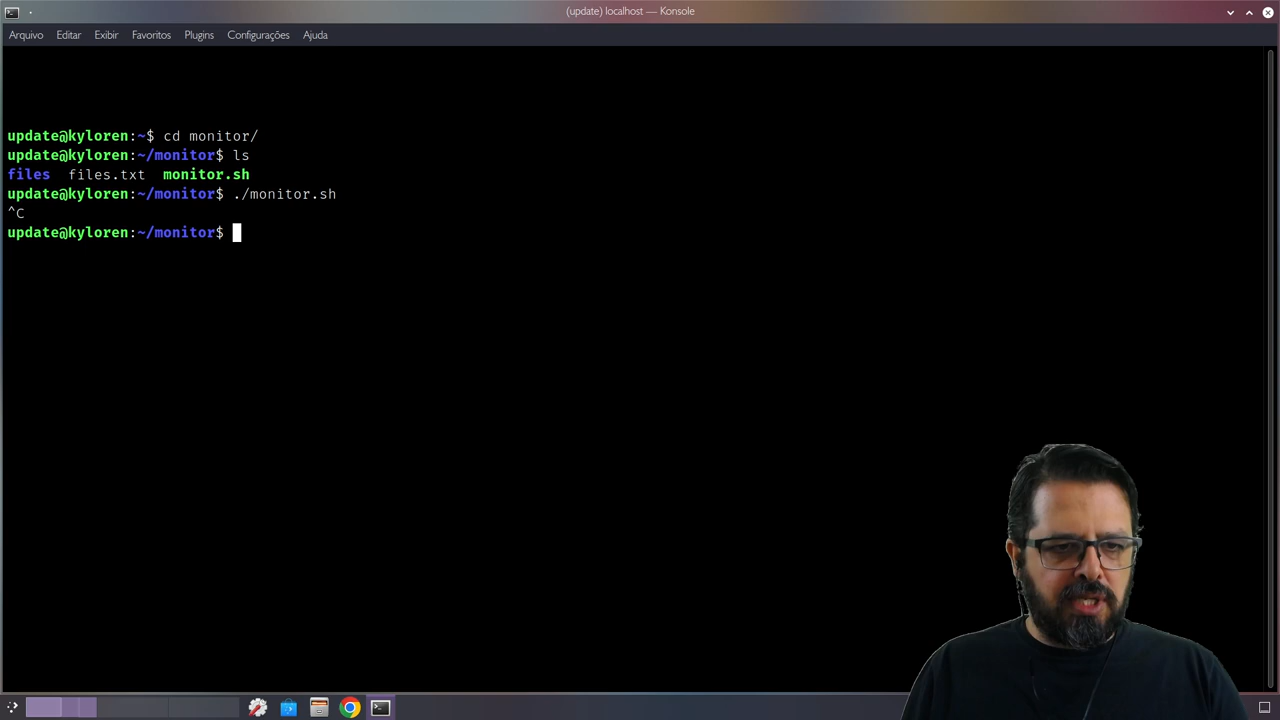 (update) localhost — Konsole
Arquivo Editar Exibir Favoritos Plugins Configurações Ajuda
update@kyloren:~$ cd monitor/
update@kyloren:~/monitor$ ls
files files.txt monitor.sh
update@kyloren:~/monitor$ ./monitor.sh
^C
update@kyloren:~/monitor$